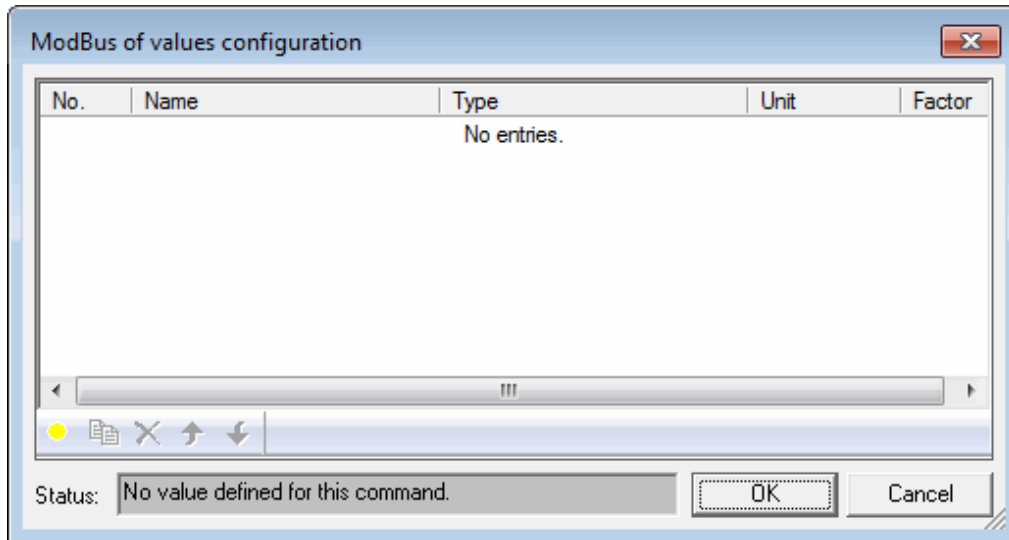 ModBus of values configuration
No. Name Type Unit Factor
No entries.
Status: No value defined for this command. OK Cancel